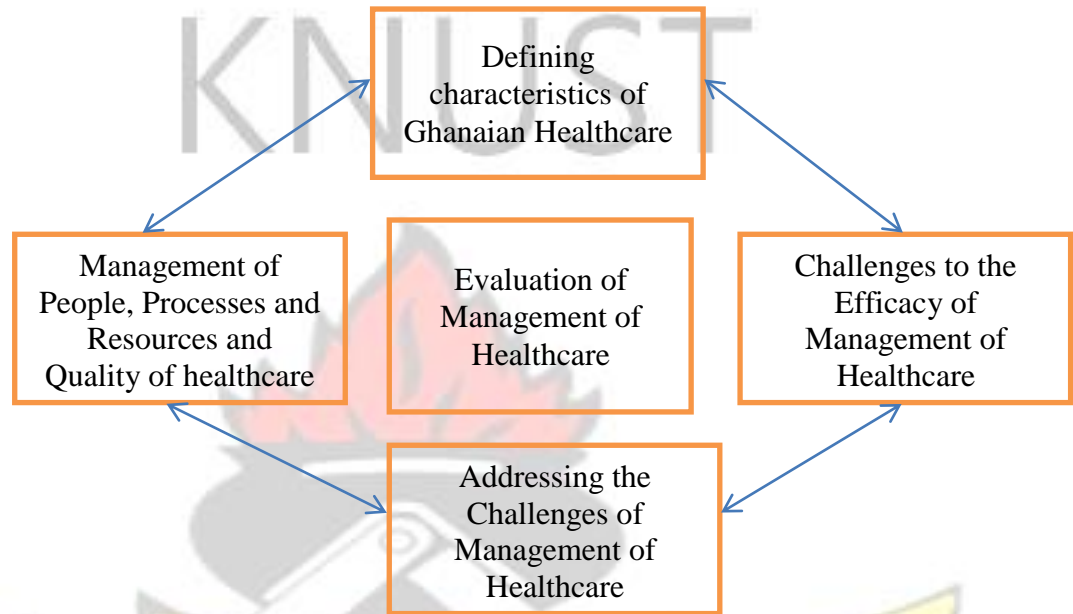 KNUST
Defining
characteristics of
Ghanaian Healthcare
Management of
People, Processes and
Resources and
Quality of healthcare
Evaluation of
Management of
Healthcare
Challenges to the
Efficacy of
Management of
Healthcare
Addressing the
Challenges of
Management of
Healthcare